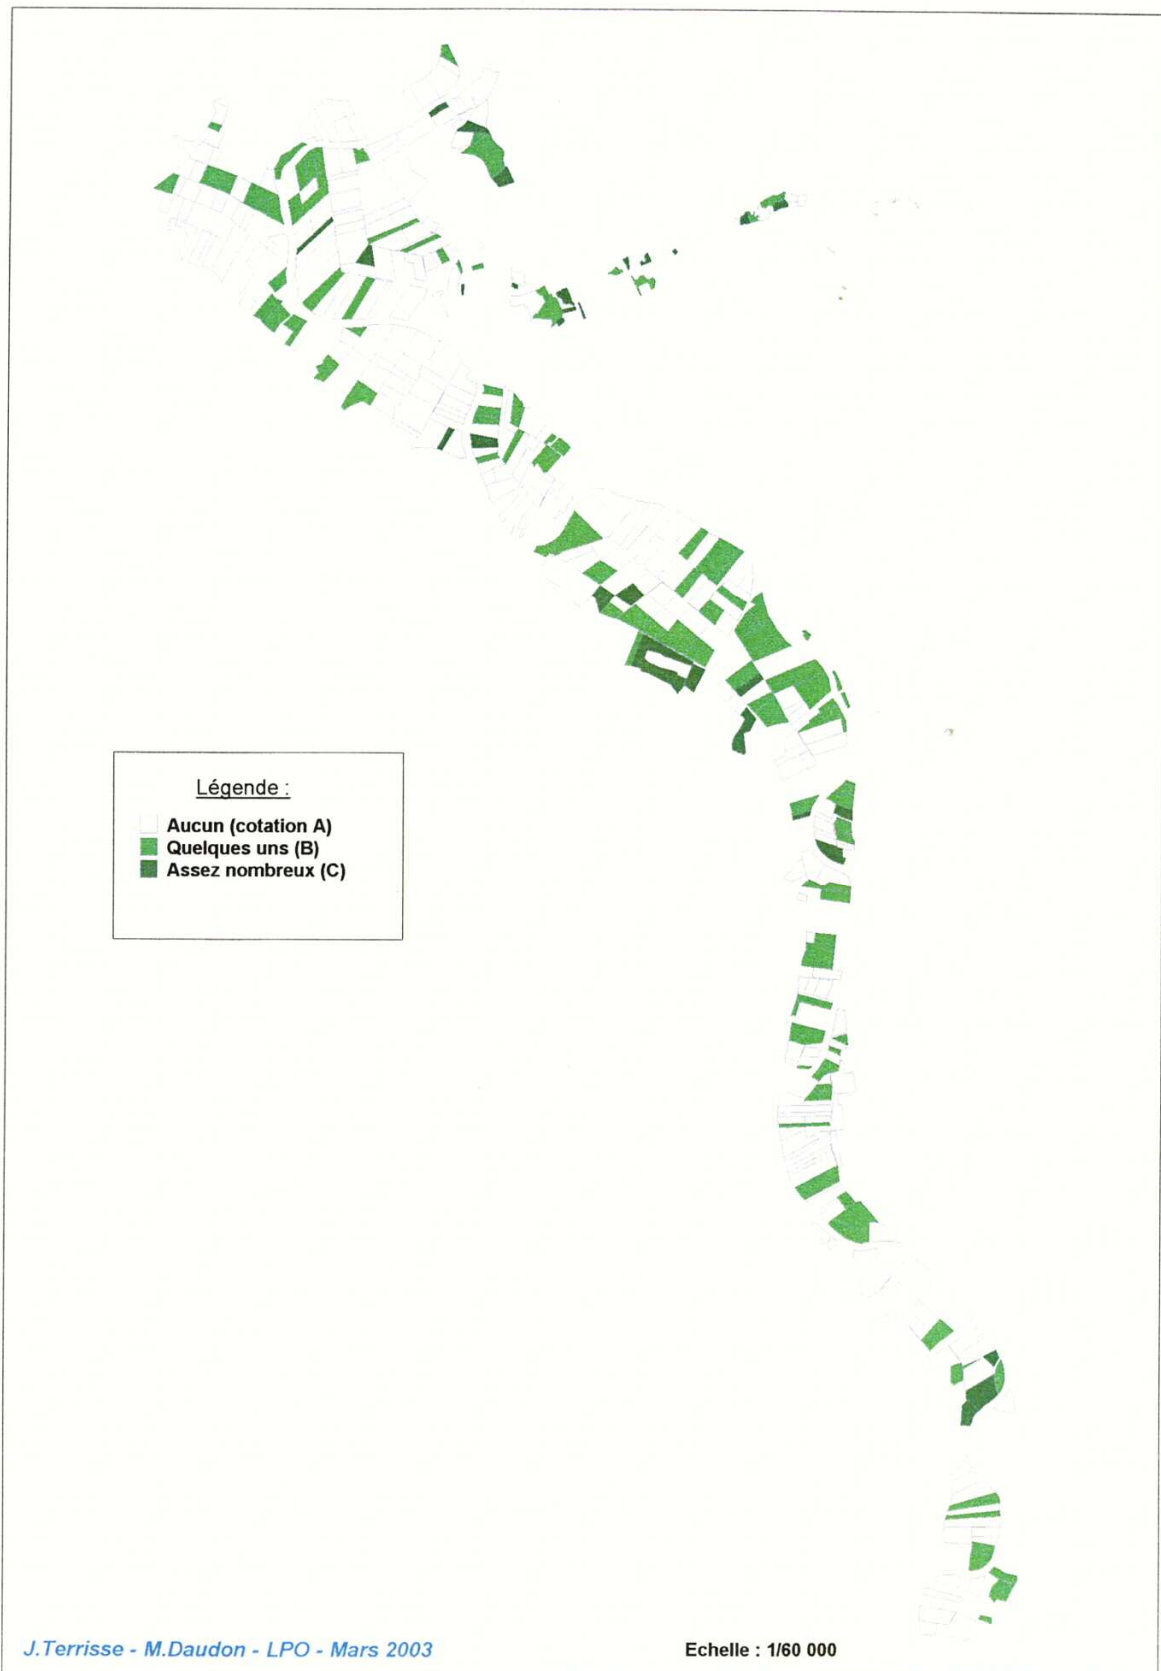 Légende :
Aucun (cotation A)
Quelques uns (B)
Assez nombreux (C)
J.Terrisse - M.Daudon - LPO - Mars 2003
Echelle : 1/60 000